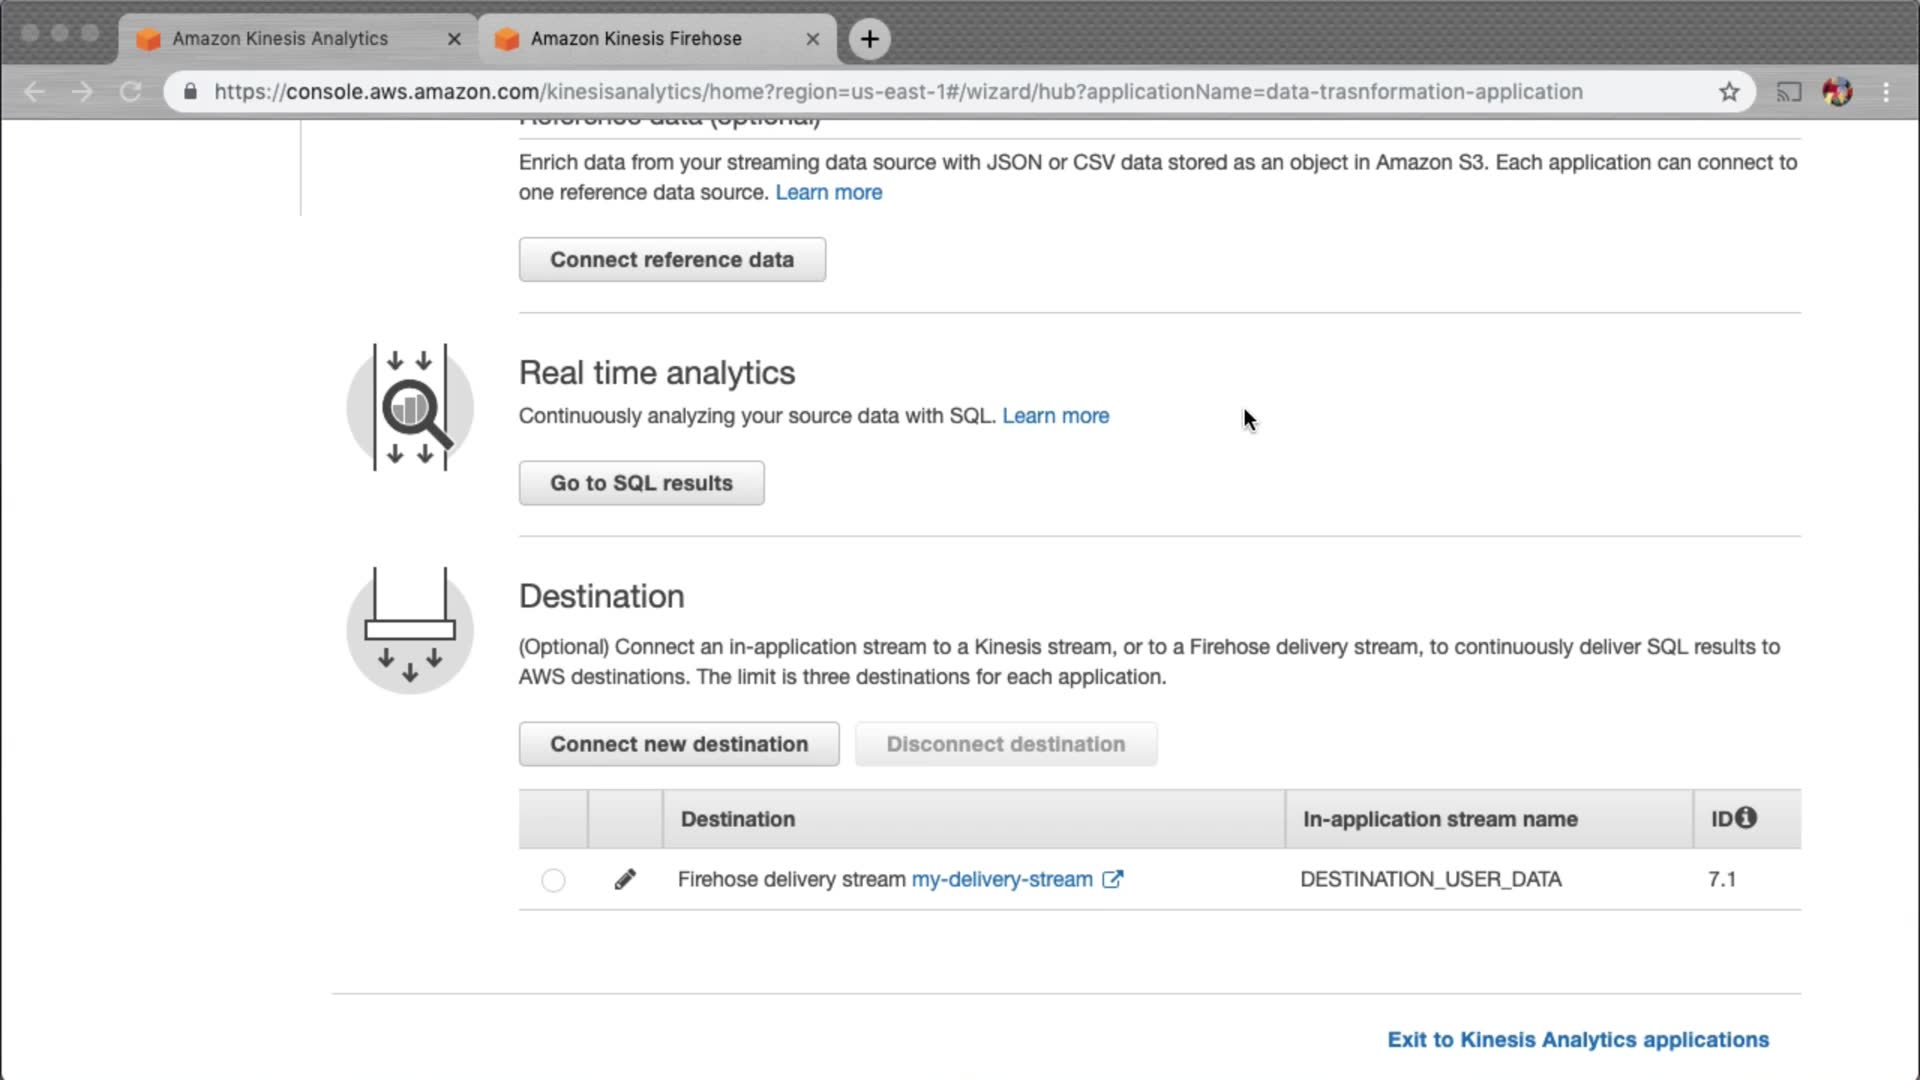 Amazon Kinesis Analytics
Amazon Kinesis Firehose
https://console.aws.amazon.com/kinesisanalytics/home?region=us-east-1#/wizard/hub?applicationName=data-trasnformation-application
Reference data (optional)
Enrich data from your streaming data source with JSON or CSV data stored as an object in Amazon S3. Each application can connect to
one reference data source. Learn more
Connect reference data
Real time analytics
Continuously analyzing your source data with SQL. Learn more
Go to SQL results
Destination
(Optional) Connect an in-application stream to a Kinesis stream, or to a Firehose delivery stream, to continuously deliver SQL results to
AWS destinations. The limit is three destinations for each application.
Connect new destination
Disconnect destination
Destination In-application stream name ID
Firehose delivery stream my-delivery-stream DESTINATION_USER_DATA 7.1
Exit to Kinesis Analytics applications